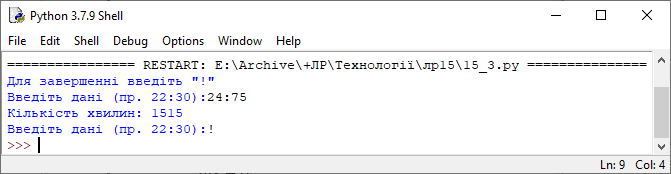 Python 3.7.9 Shell
File Edit Shell Debug Options Window Help
================ RESTART: E:\Archive\+ЛР\Технології\лр15\15_3.py ===============
Для завершенні введіть "!"
Введіть дані (пр. 22:30):24:75
Кількість хвилин: 1515
Введіть дані (пр. 22:30):!
>>>
Ln: 9 Col: 4